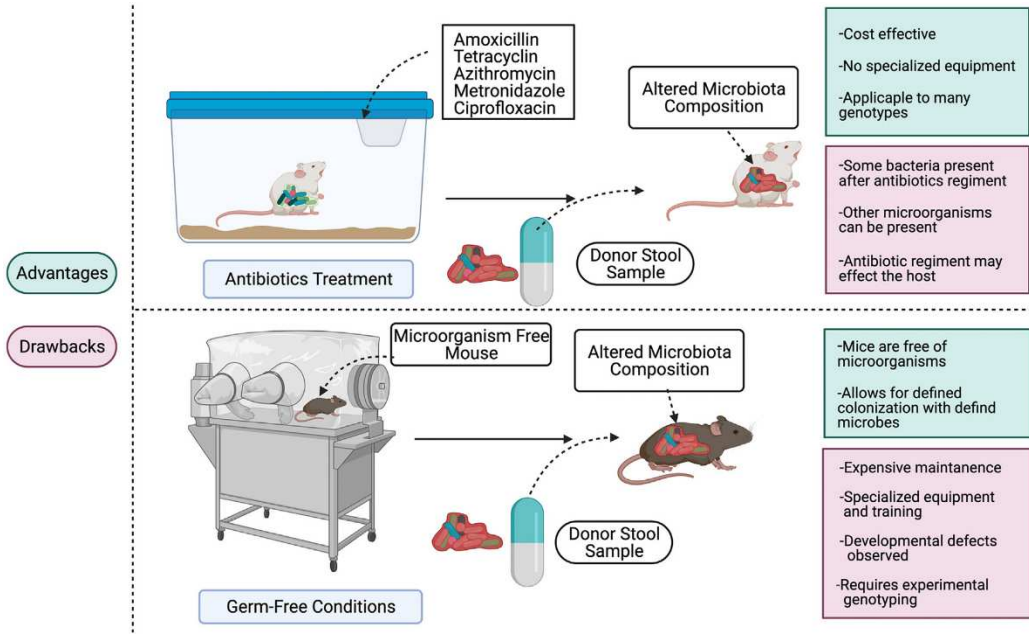 Advantages
Drawbacks
Amoxicillin
Tetracyclin
Azithromycin
Metronidazole
Ciprofloxacin
Altered Microbiota
Composition
Antibiotics Treatment
Donor Stool
Sample
-Cost effective
-No specialized equipment
-Applicaple to many
genotypes
-Some bacteria present
after antibiotics regiment
-Other microorganisms
can be present
-Antibiotic regiment may
effect the host
Microorganism Free
Mouse
Altered Microbiota
Composition
Germ-Free Conditions
Donor Stool
Sample
-Mice are free of
microorganisms
-Allows for defined
colonization with defind
microbes
-Expensive maintanence
-Specialized equipment
and training
-Developmental defects
observed
-Requires experimental
genotyping